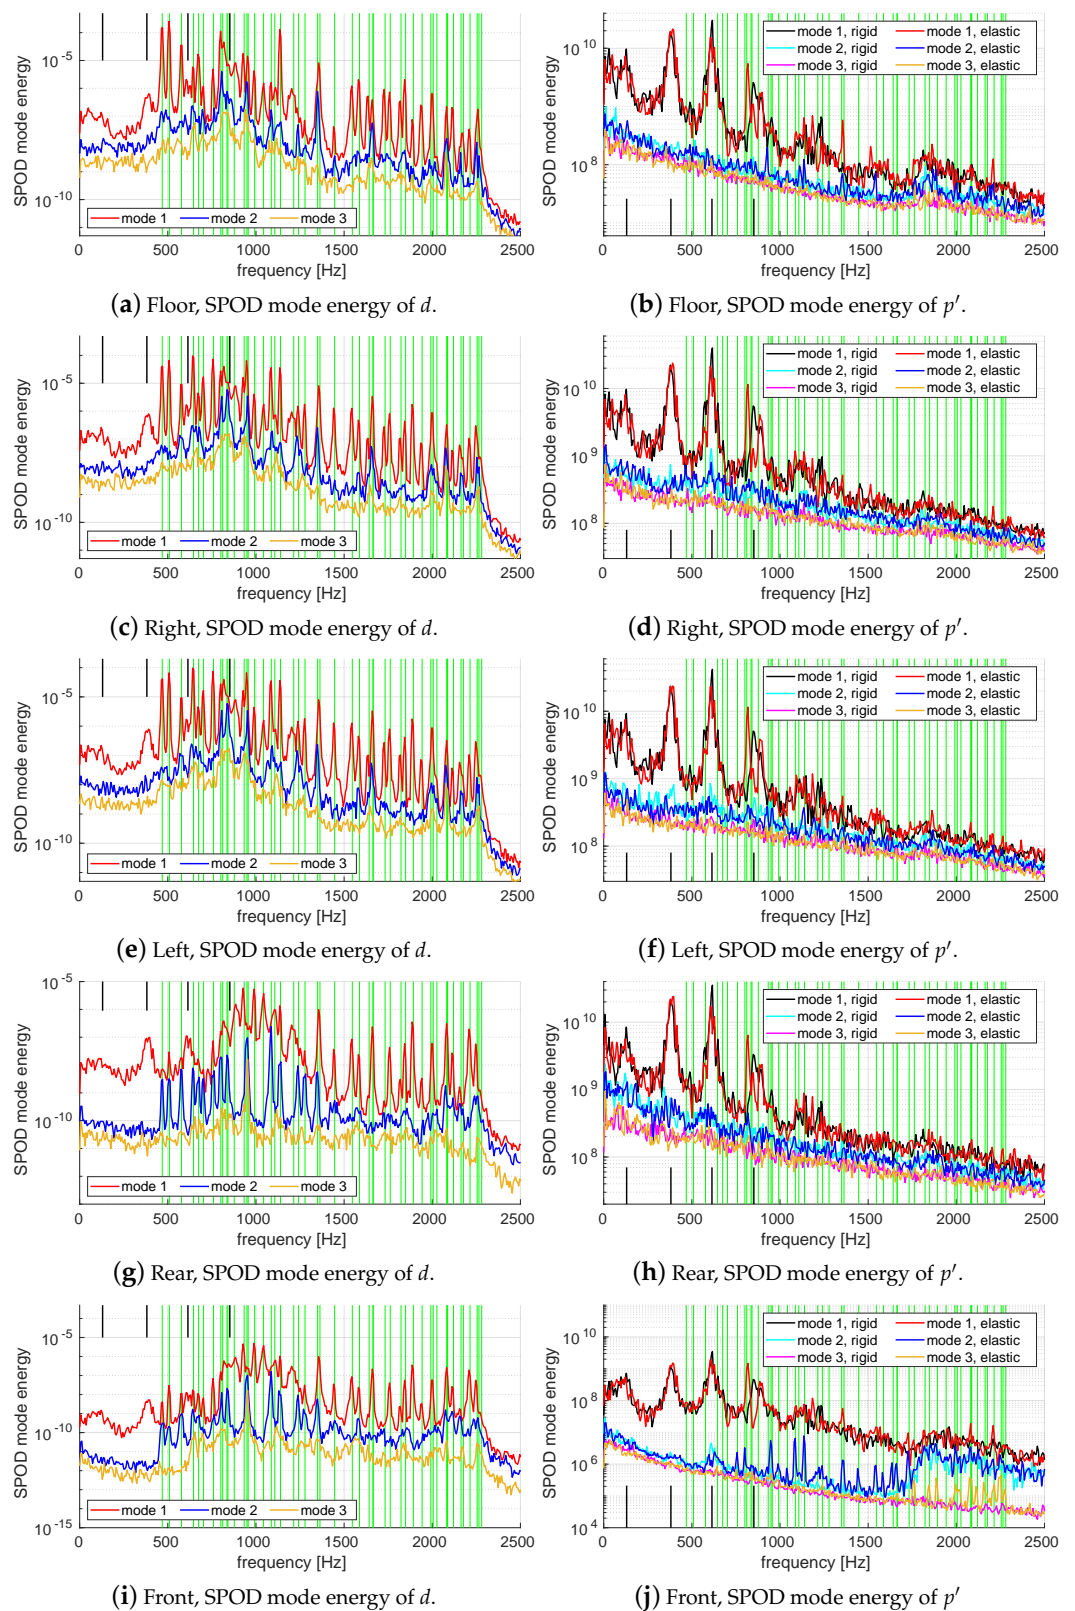 SPOD mode energy
10^-5
10^-10
mode 1 mode 2 mode 3
0 500 1000 1500 2000 2500
frequency [Hz]
(a) Floor, SPOD mode energy of d.
SPOD mode energy
10^10
10^8
mode 1, rigid mode 1, elastic
mode 2, rigid mode 2, elastic
mode 3, rigid mode 3, elastic
0 500 1000 1500 2000 2500
frequency [Hz]
(b) Floor, SPOD mode energy of p′.
SPOD mode energy
10^-5
10^-10
mode 1 mode 2 mode 3
0 500 1000 1500 2000 2500
frequency [Hz]
(c) Right, SPOD mode energy of d.
SPOD mode energy
10^10
10^9
10^8
mode 1, rigid mode 1, elastic
mode 2, rigid mode 2, elastic
mode 3, rigid mode 3, elastic
0 500 1000 1500 2000 2500
frequency [Hz]
(d) Right, SPOD mode energy of p′.
SPOD mode energy
10^-5
10^-10
mode 1 mode 2 mode 3
0 500 1000 1500 2000 2500
frequency [Hz]
(e) Left, SPOD mode energy of d.
SPOD mode energy
10^10
10^9
10^8
mode 1, rigid mode 1, elastic
mode 2, rigid mode 2, elastic
mode 3, rigid mode 3, elastic
0 500 1000 1500 2000 2500
frequency [Hz]
(f) Left, SPOD mode energy of p′.
SPOD mode energy
10^-5
10^-10
mode 1 mode 2 mode 3
0 500 1000 1500 2000 2500
frequency [Hz]
(g) Rear, SPOD mode energy of d.
SPOD mode energy
10^10
10^9
10^8
mode 1, rigid mode 1, elastic
mode 2, rigid mode 2, elastic
mode 3, rigid mode 3, elastic
0 500 1000 1500 2000 2500
frequency [Hz]
(h) Rear, SPOD mode energy of p′.
SPOD mode energy
10^-5
10^-10
10^-15
mode 1 mode 2 mode 3
0 500 1000 1500 2000 2500
frequency [Hz]
(i) Front, SPOD mode energy of d.
SPOD mode energy
10^10
10^8
10^6
10^4
mode 1, rigid mode 1, elastic
mode 2, rigid mode 2, elastic
mode 3, rigid mode 3, elastic
0 500 1000 1500 2000 2500
frequency [Hz]
(j) Front, SPOD mode energy of p′